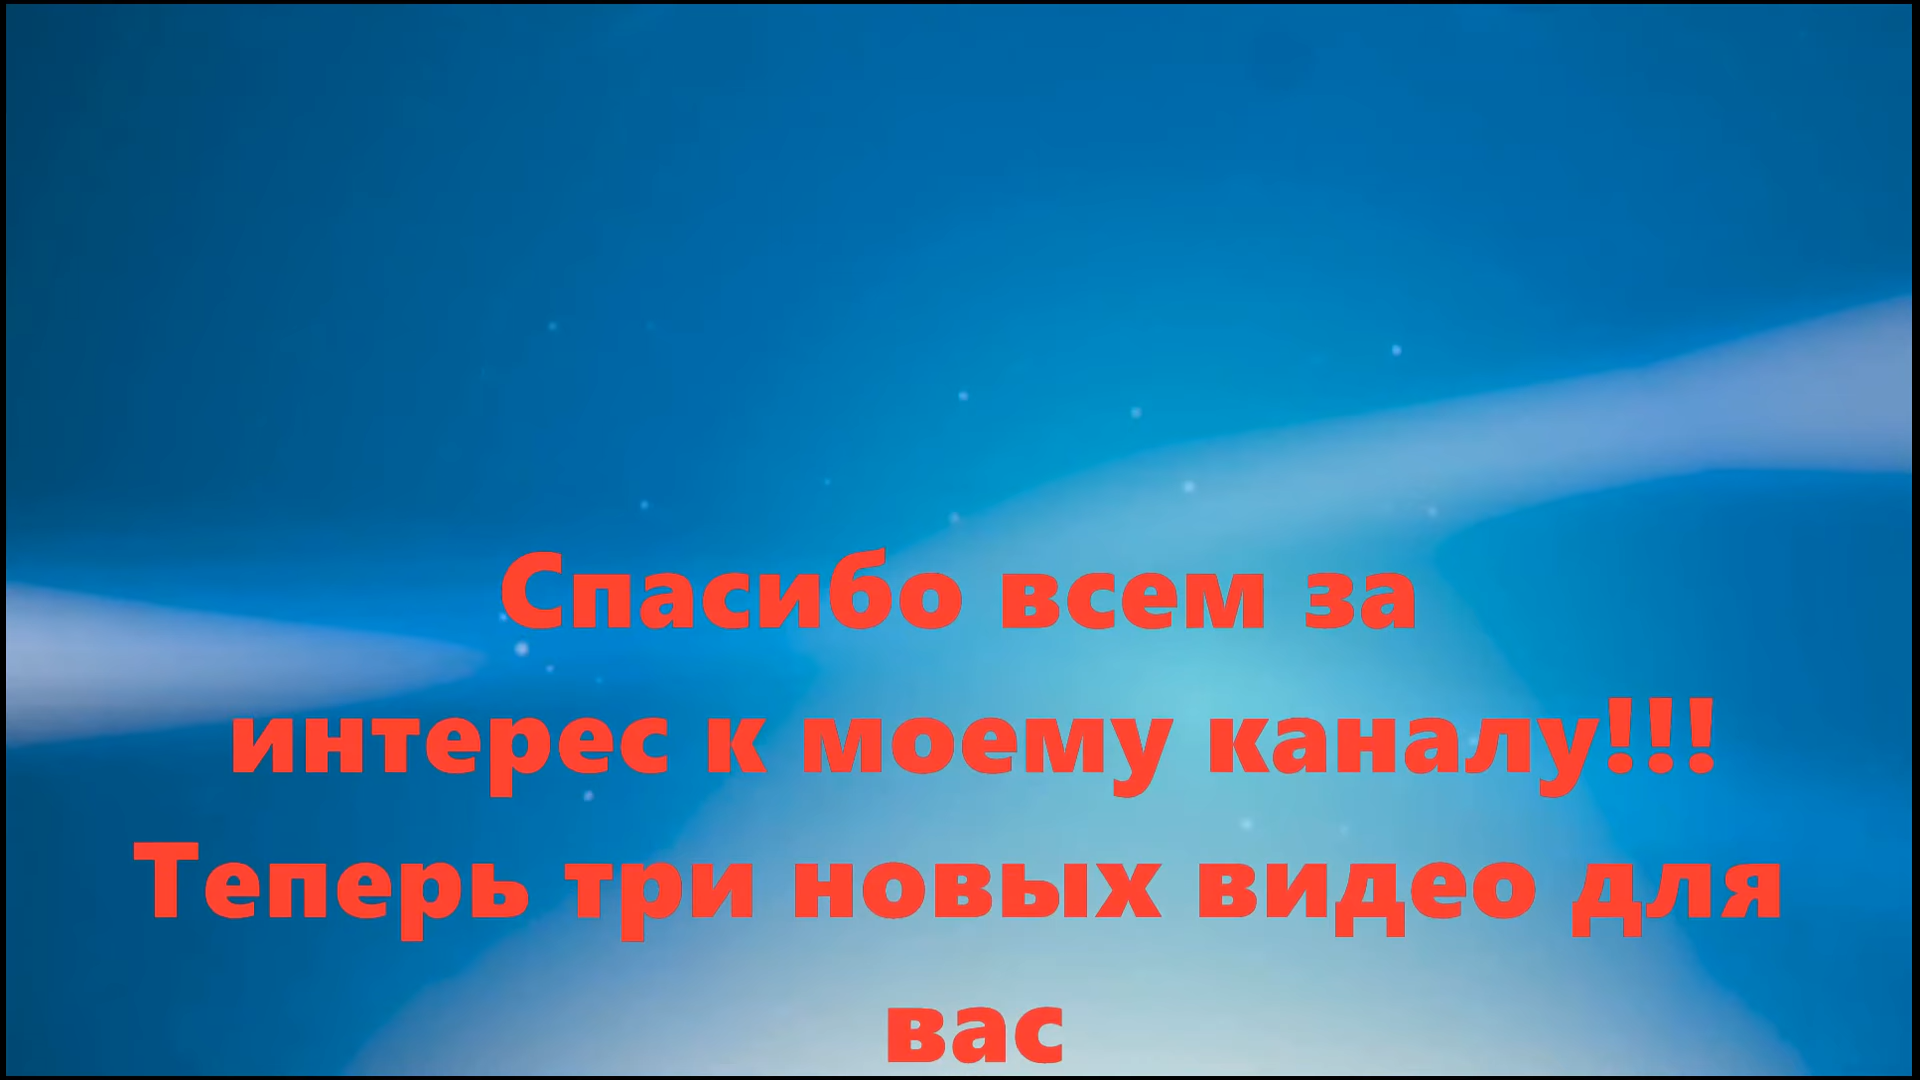 Спасибо всем за
интерес к моему каналу!!!
Теперь три новых видео для
вас